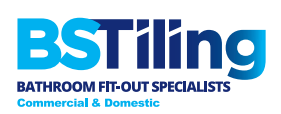 BSTiling
BATHROOM FIT-OUT SPECIALISTS
Commercial & Domestic